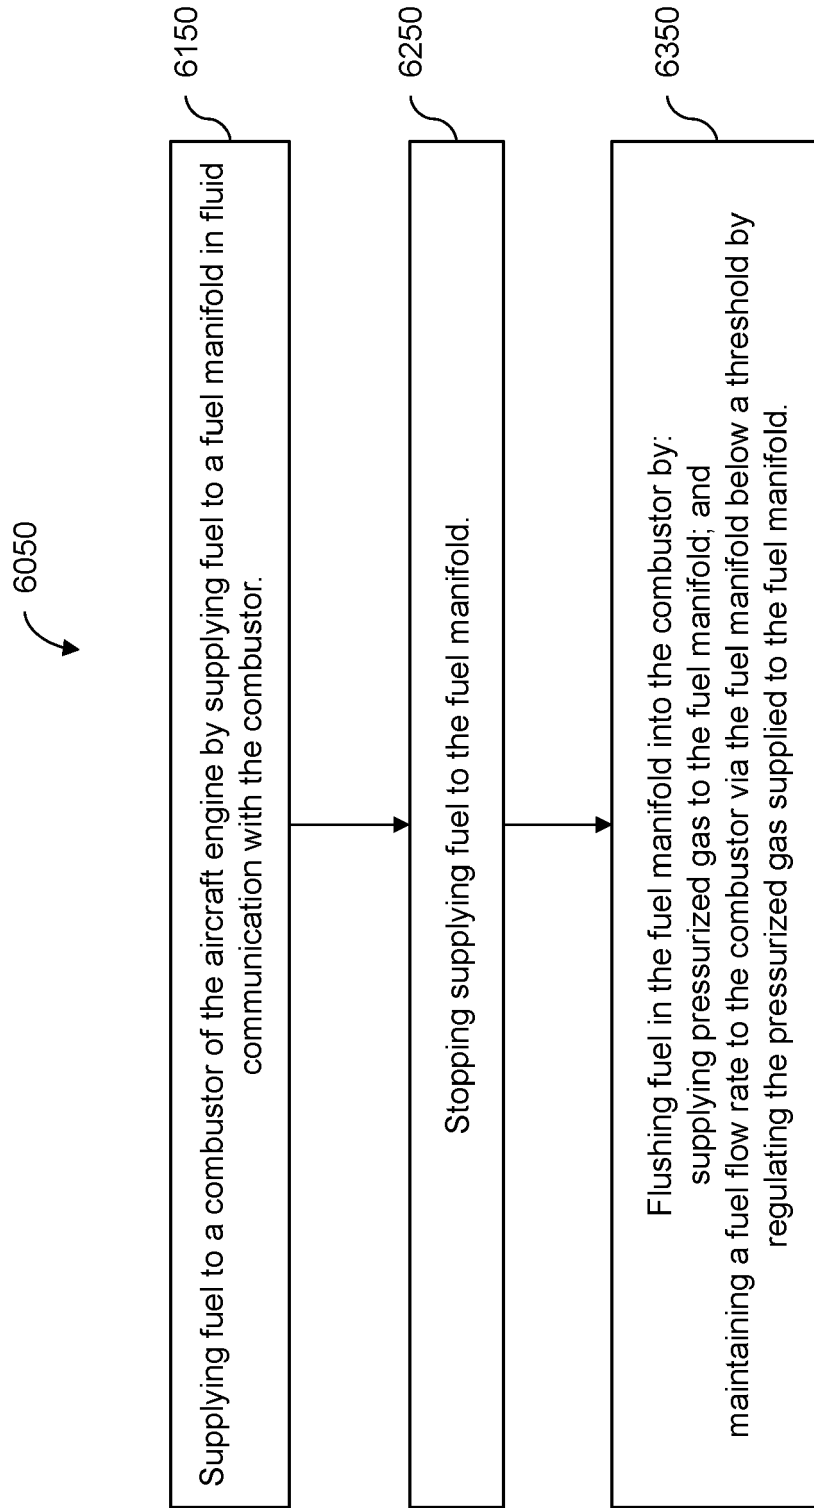 6050
6150
Supplying fuel to a combustor of the aircraft engine by supplying fuel to a fuel manifold in fluid
communication with the combustor.
6250
Stopping supplying fuel to the fuel manifold.
6350
Flushing fuel in the fuel manifold into the combustor by:
supplying pressurized gas to the fuel manifold; and
maintaining a fuel flow rate to the combustor via the fuel manifold below a threshold by
regulating the pressurized gas supplied to the fuel manifold.